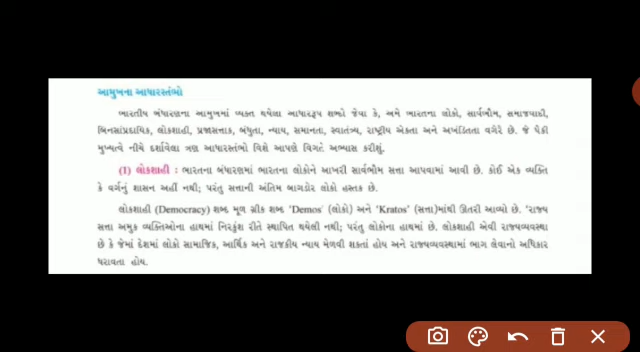 આમુખના આધારસ્તંભો
ભારતીય બંધારણના આમુખમાં વ્યક્ત થયેલા આધારરૂપ શબ્દો જેવા કે, અમે ભારતના લોકો, સાર્વભૌમ, સમાજવાદી,
બિનસાંપ્રદાયિક, લોકશાહી, પ્રજાસત્તાક, બંધુતા, ન્યાય, સમાનતા, સ્વાતંત્ર્ય, રાષ્ટ્રીય એકતા અને અખંડિતતા વગેરે છે. જે પૈકી
મુખ્યત્વે નીચે દર્શાવેલા ત્રણ આધારસ્તંભો વિશે આપણે વિગતે અભ્યાસ કરીશું.
(1) લોકશાહી : ભારતના બંધારણમાં ભારતના લોકોને આખરી સાર્વભૌમ સત્તા આપવામાં આવી છે. કોઈ એક વ્યક્તિ
કે વર્ગનું શાસન અહીં નથી; પરંતુ સત્તાની અંતિમ બાગડોર લોકો હસ્તક છે.
લોકશાહી (Democracy) શબ્દ મૂળ ગ્રીક શબ્દ 'Demos' (લોકો) અને 'Kratos' (સત્તા)માંથી ઊતરી આવ્યો છે. 'રાજ્ય
સત્તા અમુક વ્યક્તિઓના હાથમાં નિરંકુશ રીતે સ્થાપિત થયેલી નથી; પરંતુ લોકોના હાથમાં છે. લોકશાહી એવી રાજ્યવ્યવસ્થા
છે કે જેમાં દેશમાં લોકો સામાજિક, આર્થિક અને રાજકીય ન્યાય મેળવી શકતાં હોય અને રાજ્યવ્યવસ્થામાં ભાગ લેવાનો અધિકાર
ધરાવતા હોય.